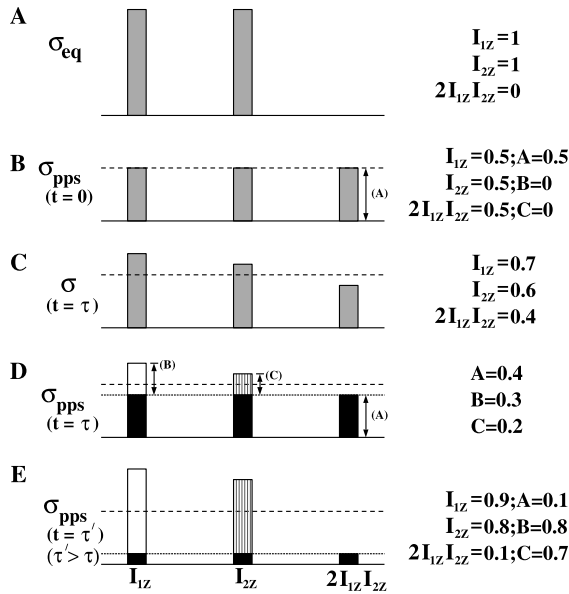 A
σeq
I1Z=1
I2Z=1
2I1ZI2Z=0
B
σpps
(t = 0)
(A)
I1Z=0.5;A=0.5
I2Z=0.5;B=0
2I1ZI2Z=0.5;C=0
C
σ
(t = τ)
I1Z=0.7
I2Z=0.6
2I1ZI2Z=0.4
D
σpps
(t = τ)
(B)
(C)
(A)
A=0.4
B=0.3
C=0.2
E
σpps
(t = τ′)
(τ′> τ)
I1Z=0.9;A=0.1
I2Z=0.8;B=0.8
2I1ZI2Z=0.1;C=0.7
I1Z I2Z 2I1ZI2Z